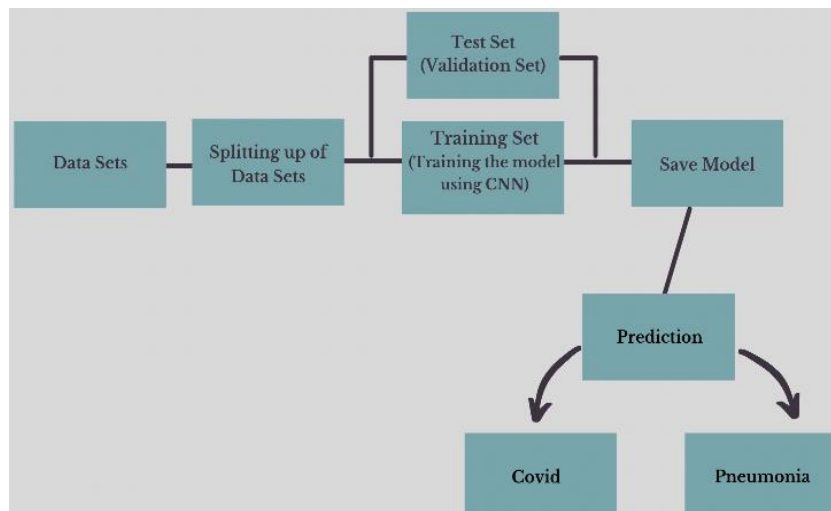 Test Set
(Validation Set)
Data Sets
Splitting up of
Data Sets
Training Set
(Training the model
using CNN)
Save Model
Prediction
Covid
Pneumonia